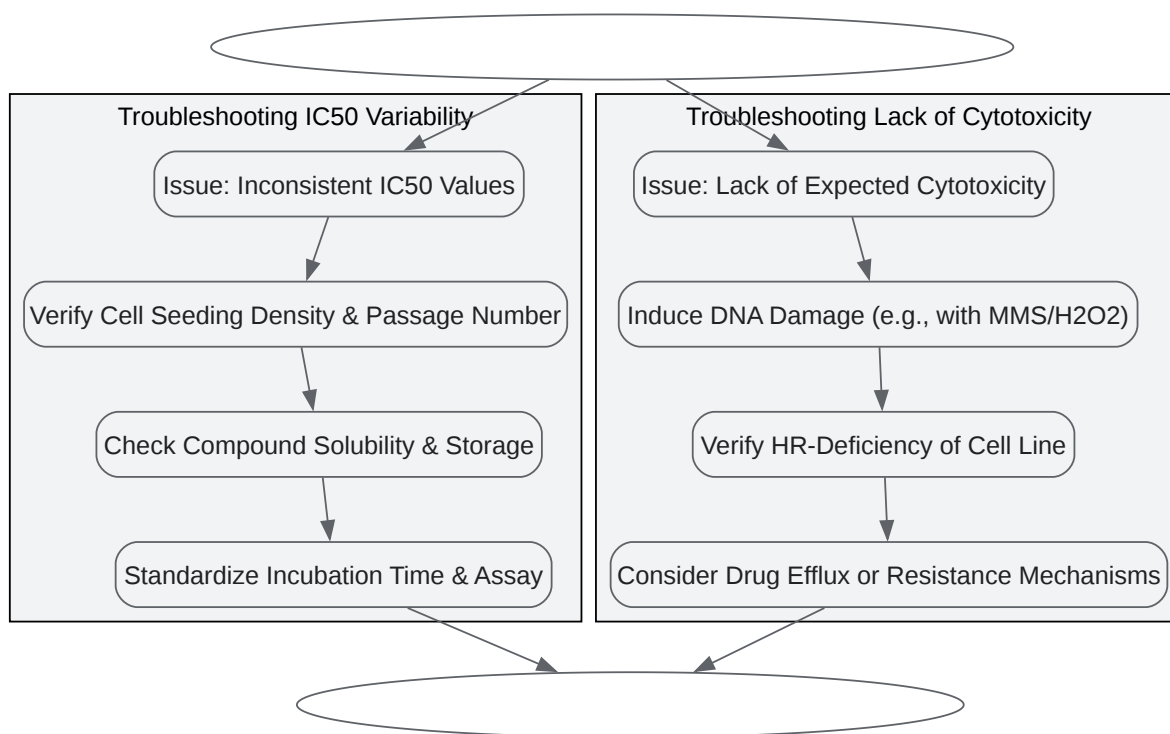 Troubleshooting IC50 Variability
Issue: Inconsistent IC50 Values
Verify Cell Seeding Density & Passage Number
Check Compound Solubility & Storage
Standardize Incubation Time & Assay
Troubleshooting Lack of Cytotoxicity
Issue: Lack of Expected Cytotoxicity
Induce DNA Damage (e.g., with MMS/H2O2)
Verify HR-Deficiency of Cell Line
Consider Drug Efflux or Resistance Mechanisms